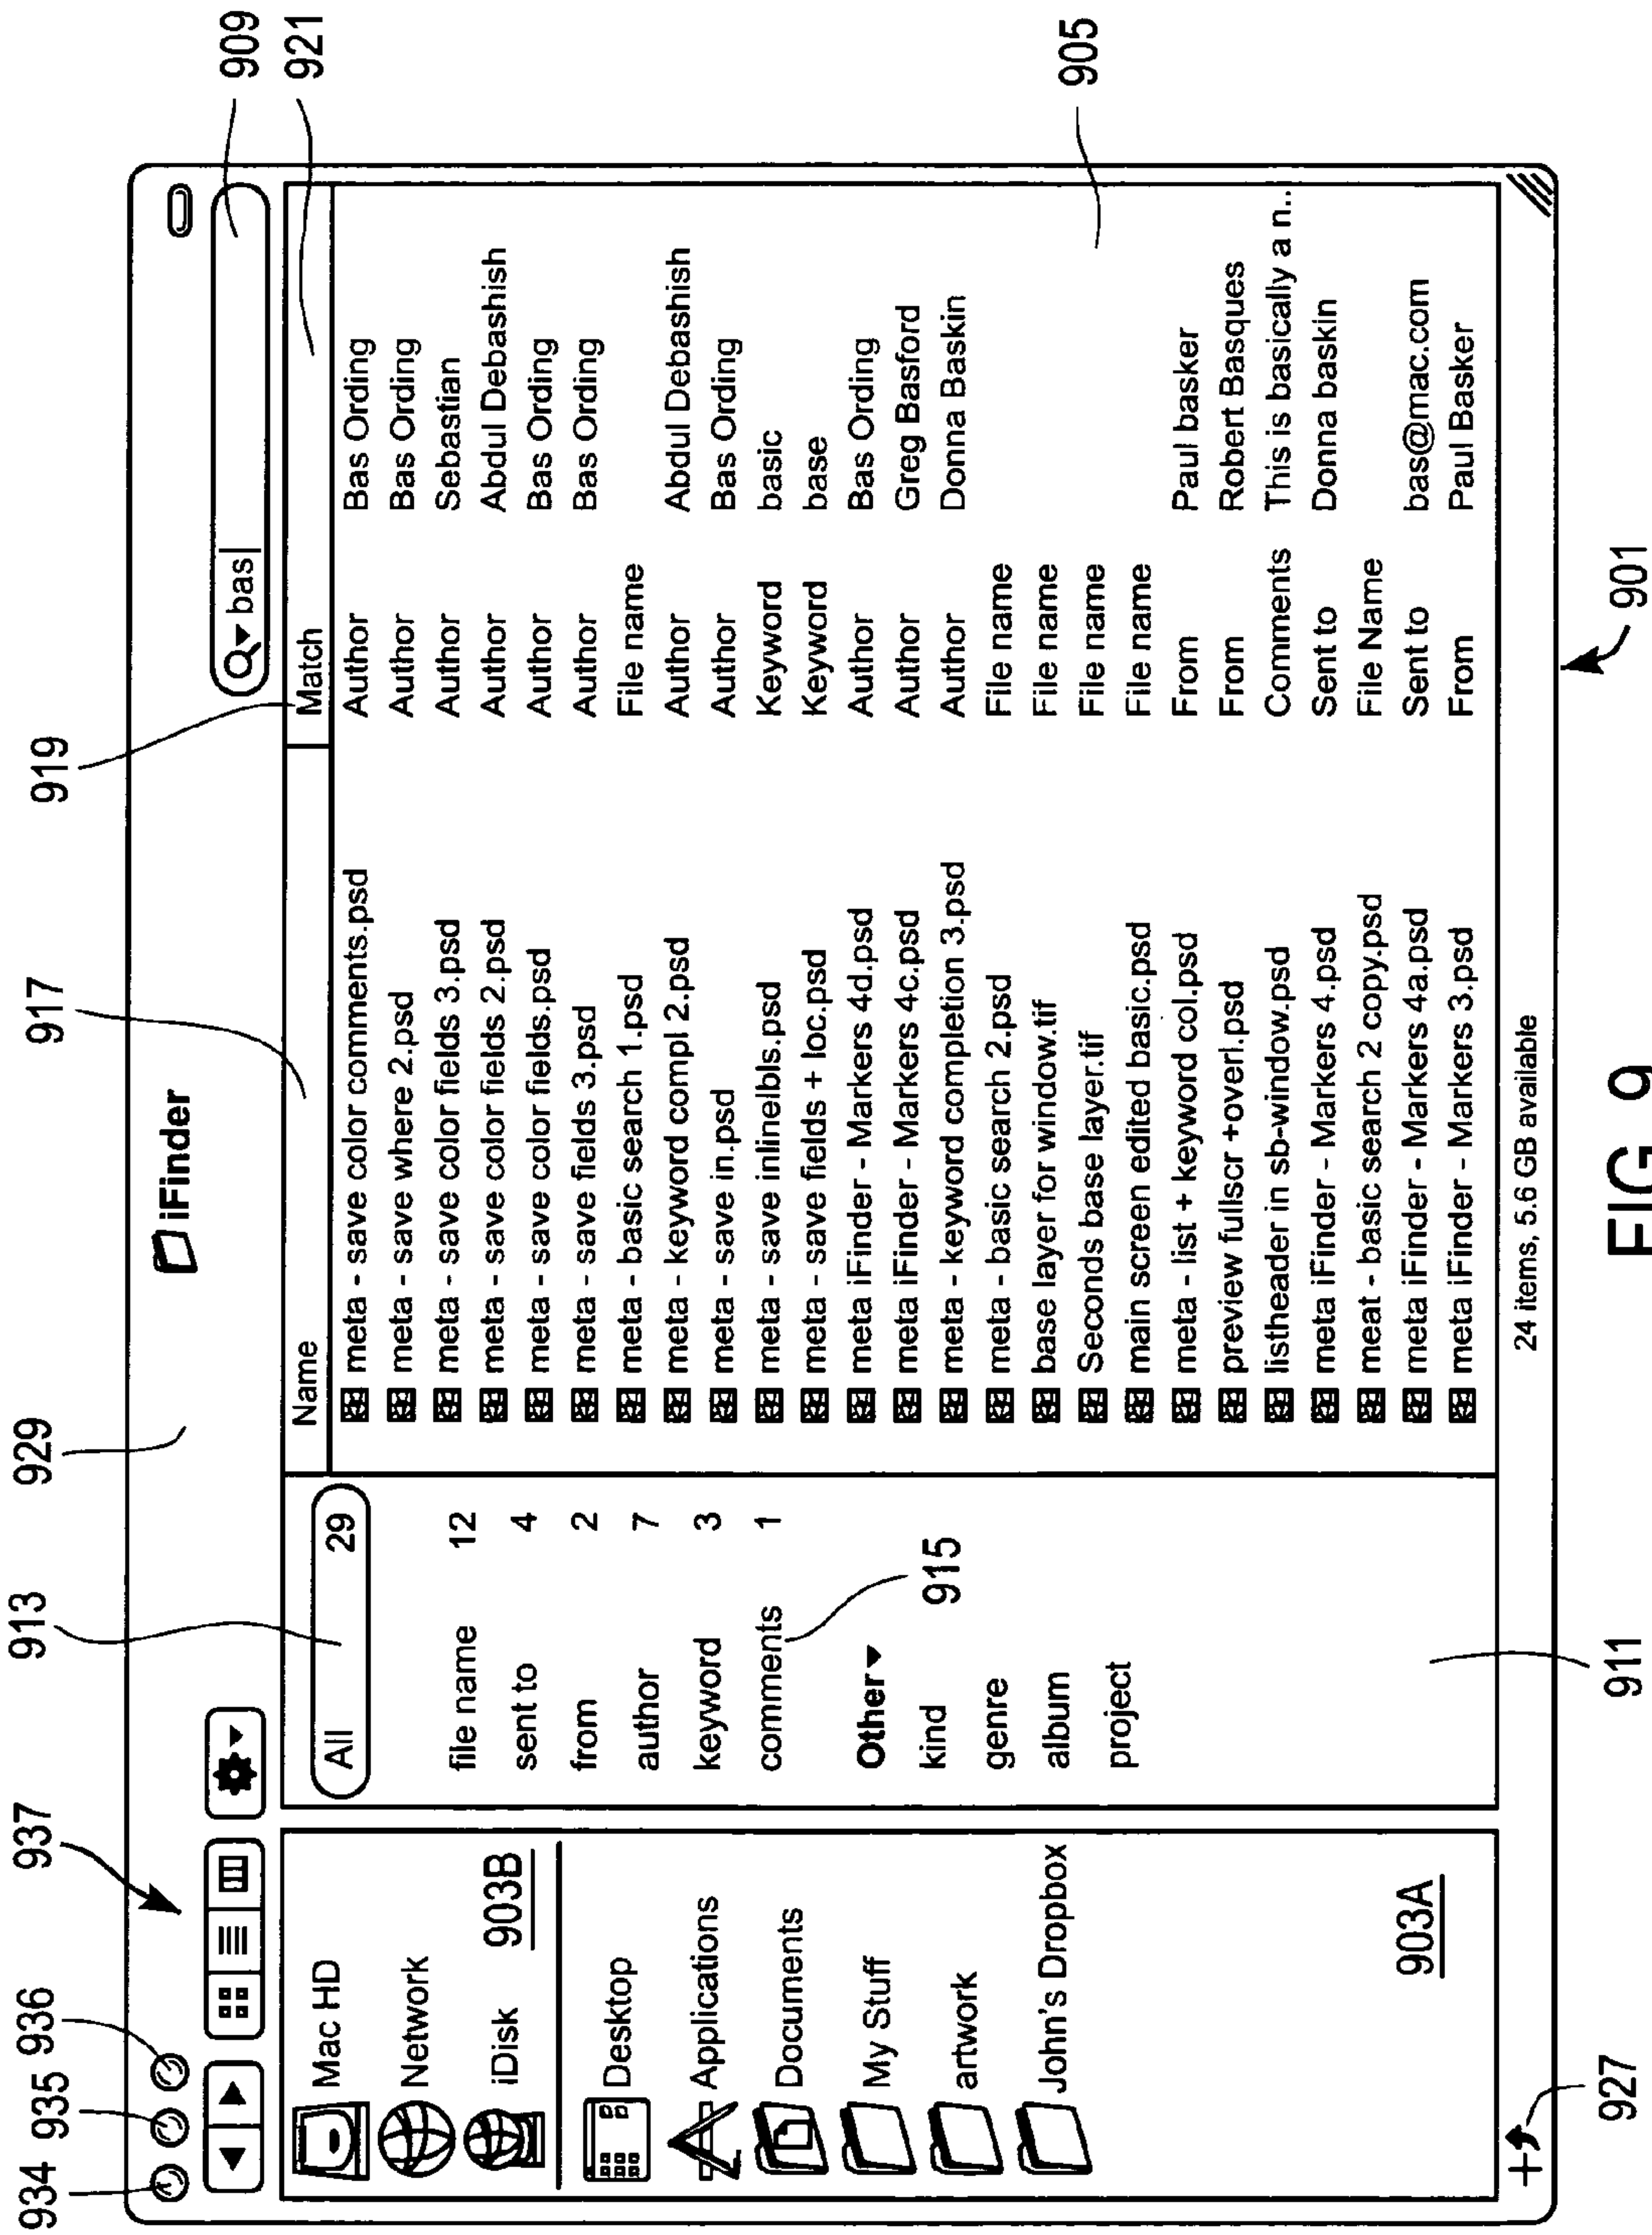 937
934 935 936
913
929
917
919
909
921
iFinder
bas
Mac HD
Network
iDisk
903B
Desktop
Applications
Documents
My Stuff
artwork
John's Dropbox
903A
All 29
file name 12
sent to 4
from 2
author 7
keyword 3
comments 1
915
Other
kind
genre
album
project
911
Name Match
meta - save color comments.psd Author Bas Ording
meta - save where 2.psd Author Bas Ording
meta - save color fields 3.psd Author Sebastian
meta - save color fields 2.psd Author Abdul Debashish
meta - save color fields.psd Author Bas Ording
meta - save fields 3.psd Author Bas Ording
meta - basic search 1.psd File name
meta - keyword compl 2.psd Author Abdul Debashish
meta - save in.psd Author Bas Ording
meta - save inlinelbls.psd Keyword basic
meta - save fields + loc.psd Keyword base
meta iFinder - Markers 4d.psd Author Bas Ording
meta iFinder - Markers 4c.psd Author Greg Basford
meta - keyword completion 3.psd Author Donna Baskin
meta - basic search 2.psd File name
base layer for window.tif File name
Seconds base layer.tif File name
main screen edited basic.psd File name
meta - list + keyword col.psd From Paul basker
preview fullscr +overl.psd From Robert Basques
listheader in sb-window.psd Comments This is basically a n..
meta iFinder - Markers 4.psd Sent to Donna baskin
meat - basic search 2 copy.psd File Name
meta iFinder - Markers 4a.psd Sent to bas@mac.com
meta iFinder - Markers 3.psd From Paul Basker
905
24 items, 5.6 GB available
927
901
FIG 9